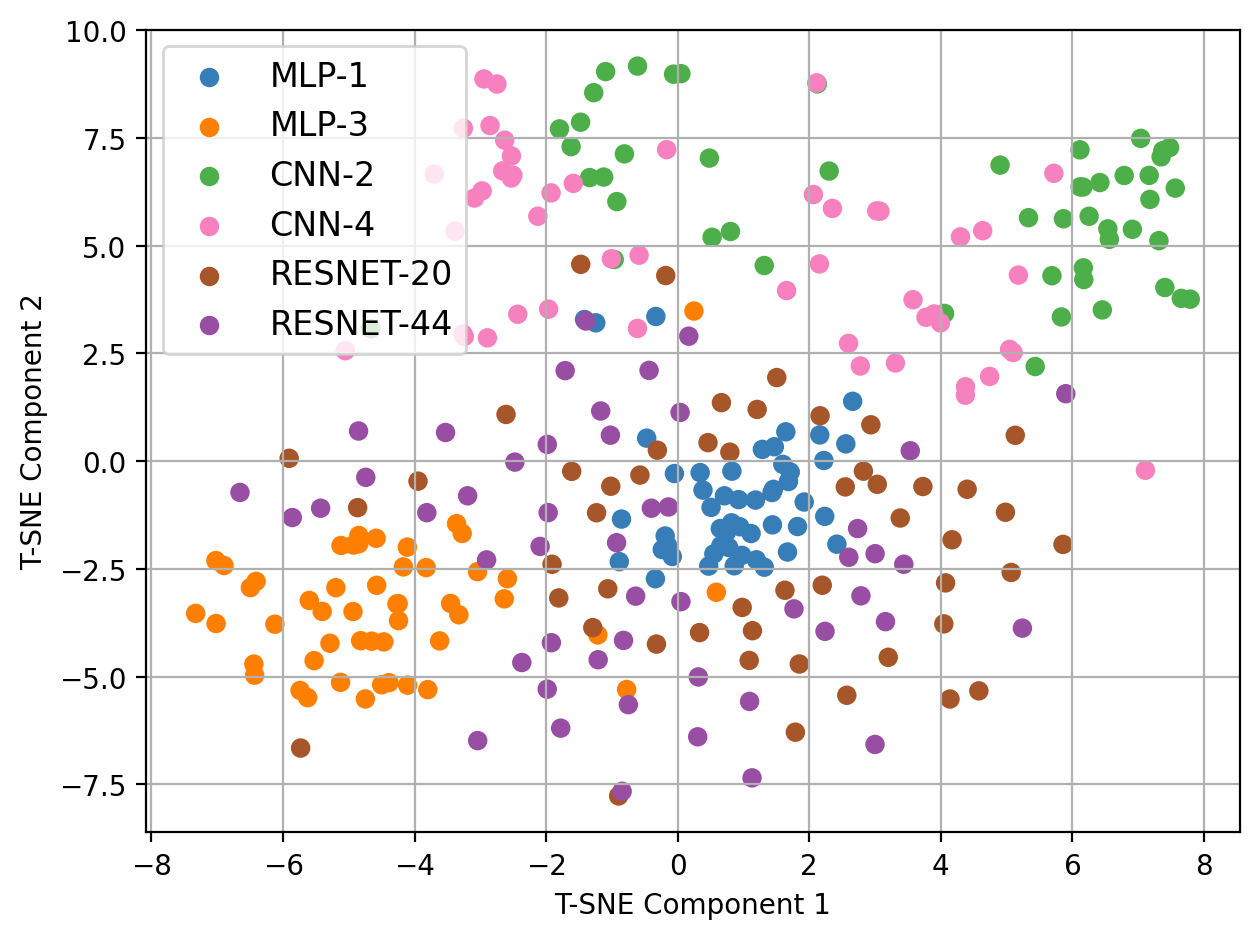 10.0
7.5
5.0
2.5
0.0
−2.5
−5.0
−7.5
T-SNE Component 2
MLP-1
MLP-3
CNN-2
CNN-4
RESNET-20
RESNET-44
−8 −6 −4 −2 0 2 4 6 8
T-SNE Component 1